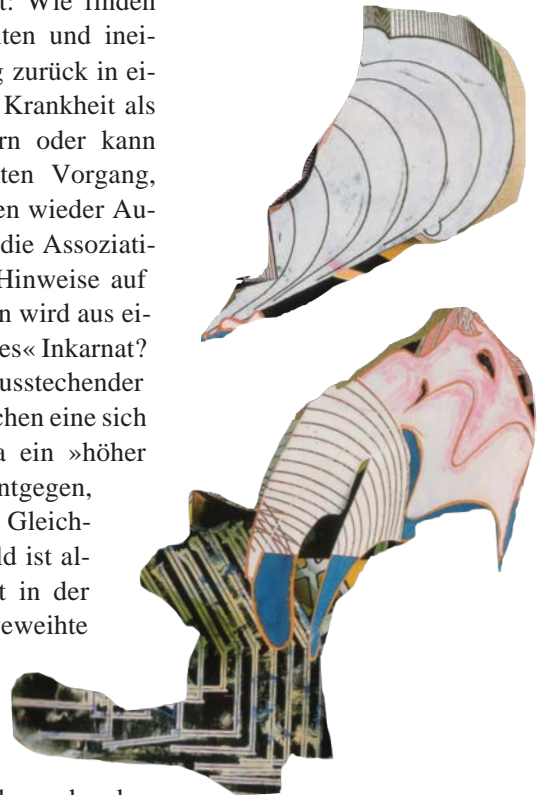 t: Wie finden
ten und inei-
g zurück in ei-
Krankheit als
rn oder kann
ten Vorgang,
en wieder Au-
die Assoziati-
Hinweise auf
n wird aus ei-
es« Inkarnat?
usstechender
chen eine sich
a ein »höher
ntgegen,
Gleich-
ld ist al-
t in der
eweihte